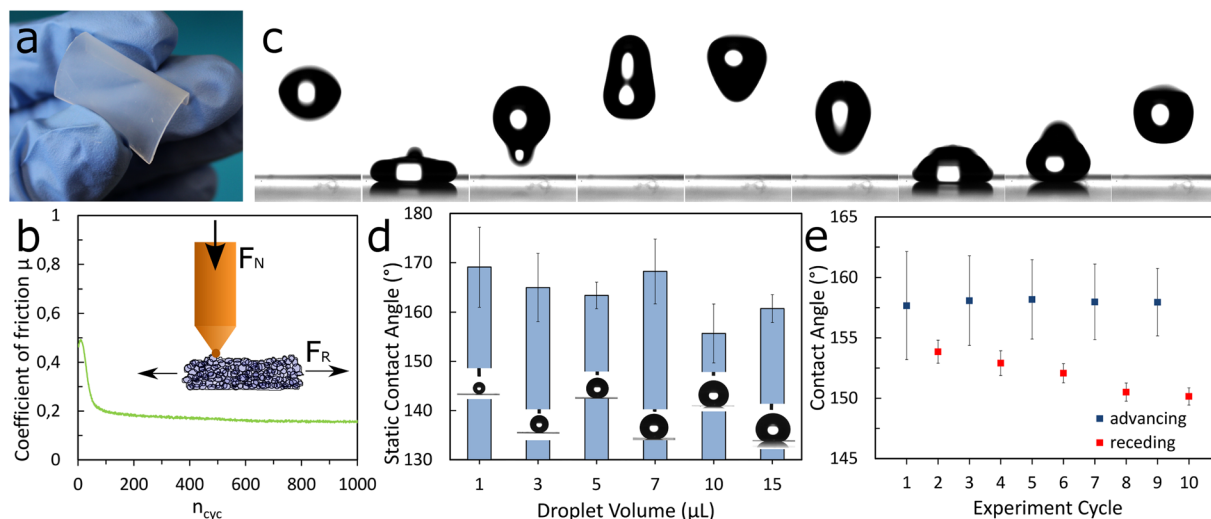 a
c
b
Coefficient of friction μ
1
0,8
0,6
0,4
0,2
0
0 200 400 600 800 1000
n_cyc
F_N
F_R
d
Static Contact Angle (°)
180
170
160
150
140
130
1 3 5 7 10 15
Droplet Volume (μL)
e
Contact Angle (°)
165
160
155
150
145
advancing
receding
1 2 3 4 5 6 7 8 9 10
Experiment Cycle